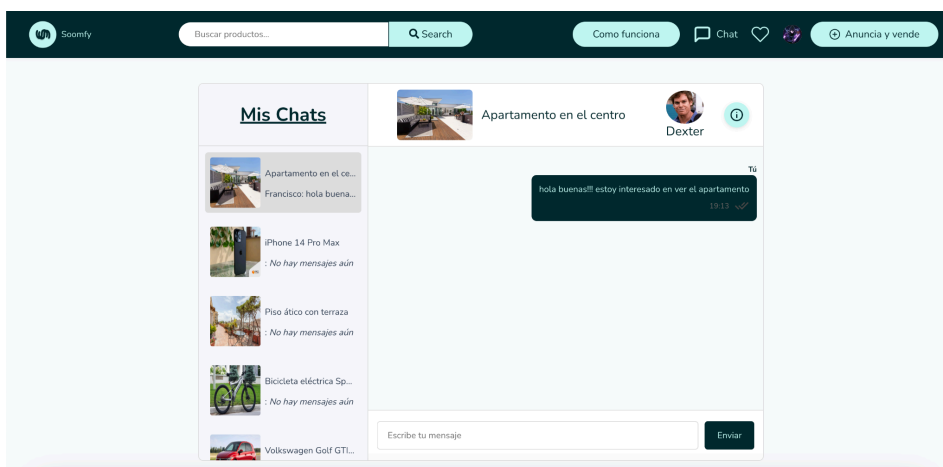 Soomfy
Buscar productos...
Search
Como funciona
Chat
Anuncia y vende
Mis Chats
Apartamento en el ce...
Francisco: hola buena...
iPhone 14 Pro Max
: No hay mensajes aún
Piso ático con terraza
: No hay mensajes aún
Bicicleta eléctrica Sp...
: No hay mensajes aún
Volkswagen Golf GTI...
Apartamento en el centro
Dexter
Tú
hola buenas!!! estoy interesado en ver el apartamento
19:13
Escribe tu mensaje
Enviar